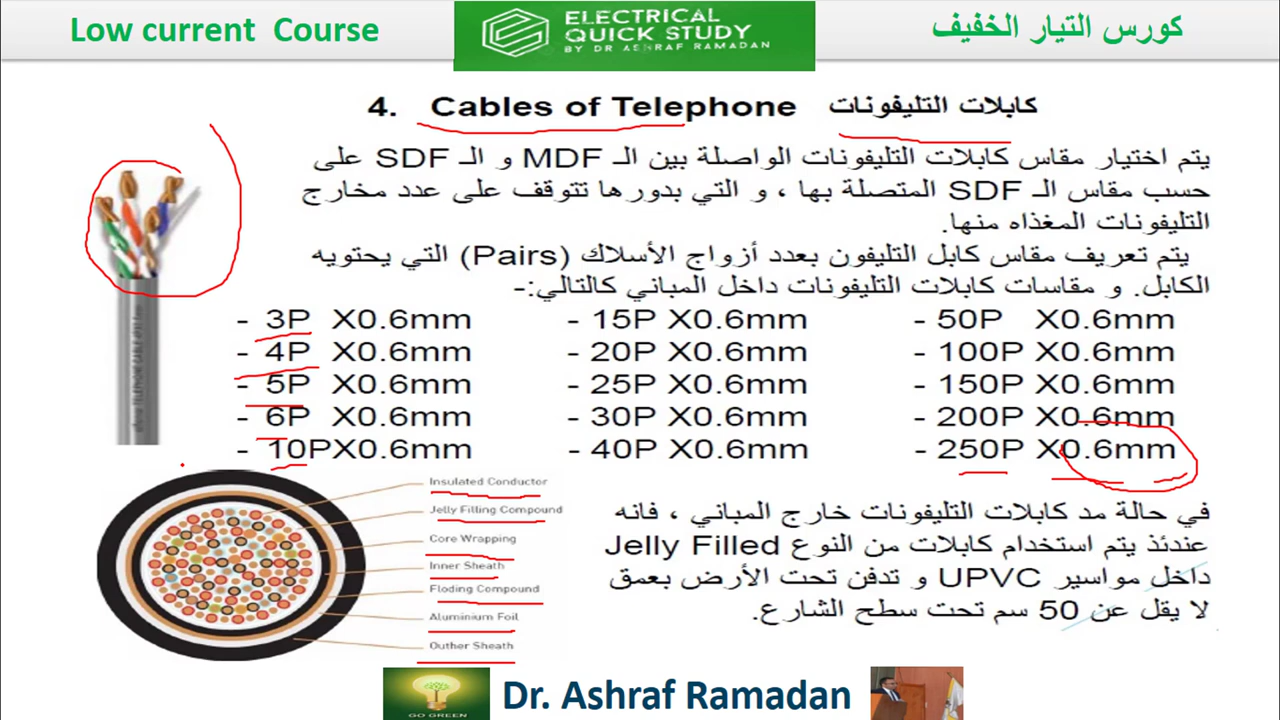 Low current Course
ELECTRICAL
QUICK STUDY
BY DR ASHRAF RAMADAN
كورس التيار الخفيف
4. Cables of Telephone كابلات التليفونات
يتم اختيار مقاس كابلات التليفونات الواصلة بين الـ MDF و الـ SDF على
حسب مقاس الـ SDF المتصلة بها ، و التي بدورها تتوقف على عدد مخارج
التليفونات المغذاه منها.
يتم تعريف مقاس كابل التليفون بعدد أزواج الأسلاك (Pairs) التي يحتويه
الكابل. و مقاسات كابلات التليفونات داخل المباني كالتالي:-
- 3P X0.6mm - 15P X0.6mm - 50P X0.6mm
- 4P X0.6mm - 20P X0.6mm - 100P X0.6mm
- 5P X0.6mm - 25P X0.6mm - 150P X0.6mm
- 6P X0.6mm - 30P X0.6mm - 200P X0.6mm
- 10PX0.6mm - 40P X0.6mm - 250P X0.6mm
Insulated Conductor
Jelly Filling Compound
Core Wrapping
Inner Sheath
Floding Compound
Aluminium Foil
Outher Sheath
في حالة مد كابلات التليفونات خارج المباني ، فانه
عندئذ يتم استخدام كابلات من النوع Jelly Filled
داخل مواسير UPVC و تدفن تحت الأرض بعمق
لا يقل عن 50 سم تحت سطح الشارع.
GO GREEN
Dr. Ashraf Ramadan